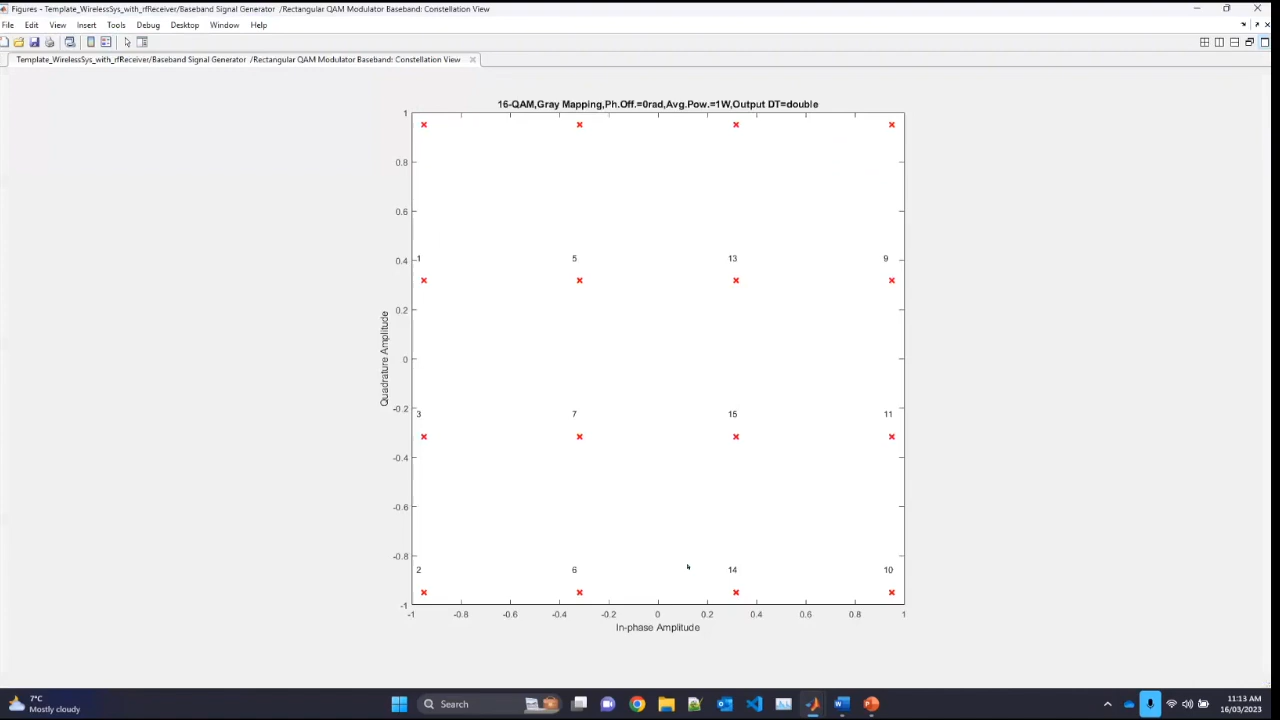 Figures - Template_WirelessSys_with_rfReceiver/Baseband Signal Generator /Rectangular QAM Modulator Baseband: Constellation View
File Edit View Insert Tools Debug Desktop Window Help
Template_WirelessSys_with_rfReceiver/Baseband Signal Generator /Rectangular QAM Modulator Baseband: Constellation View
16-QAM,Gray Mapping,Ph.Off.=0rad,Avg.Pow.=1W,Output DT=double
1
0.8
0.6
0.4
0.2
0
-0.2
-0.4
-0.6
-0.8
-1
Quadrature Amplitude
1 5 13 9
3 7 15 11
2 6 14 10
-1 -0.8 -0.6 -0.4 -0.2 0 0.2 0.4 0.6 0.8 1
In-phase Amplitude
7°C
Mostly cloudy
Search
11:13 AM
16/03/2023